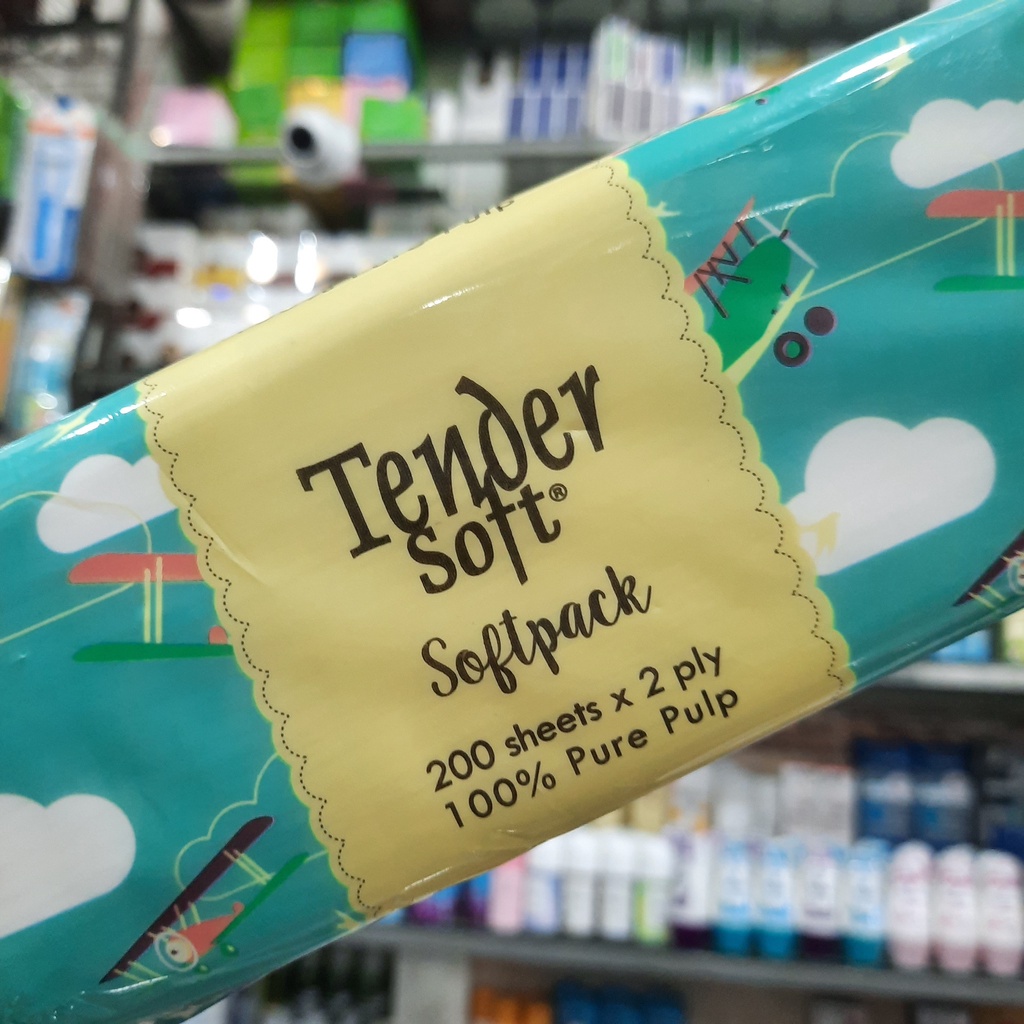 Tender
Soft®
Softpack
200 sheets x 2 ply
100% Pure Pulp